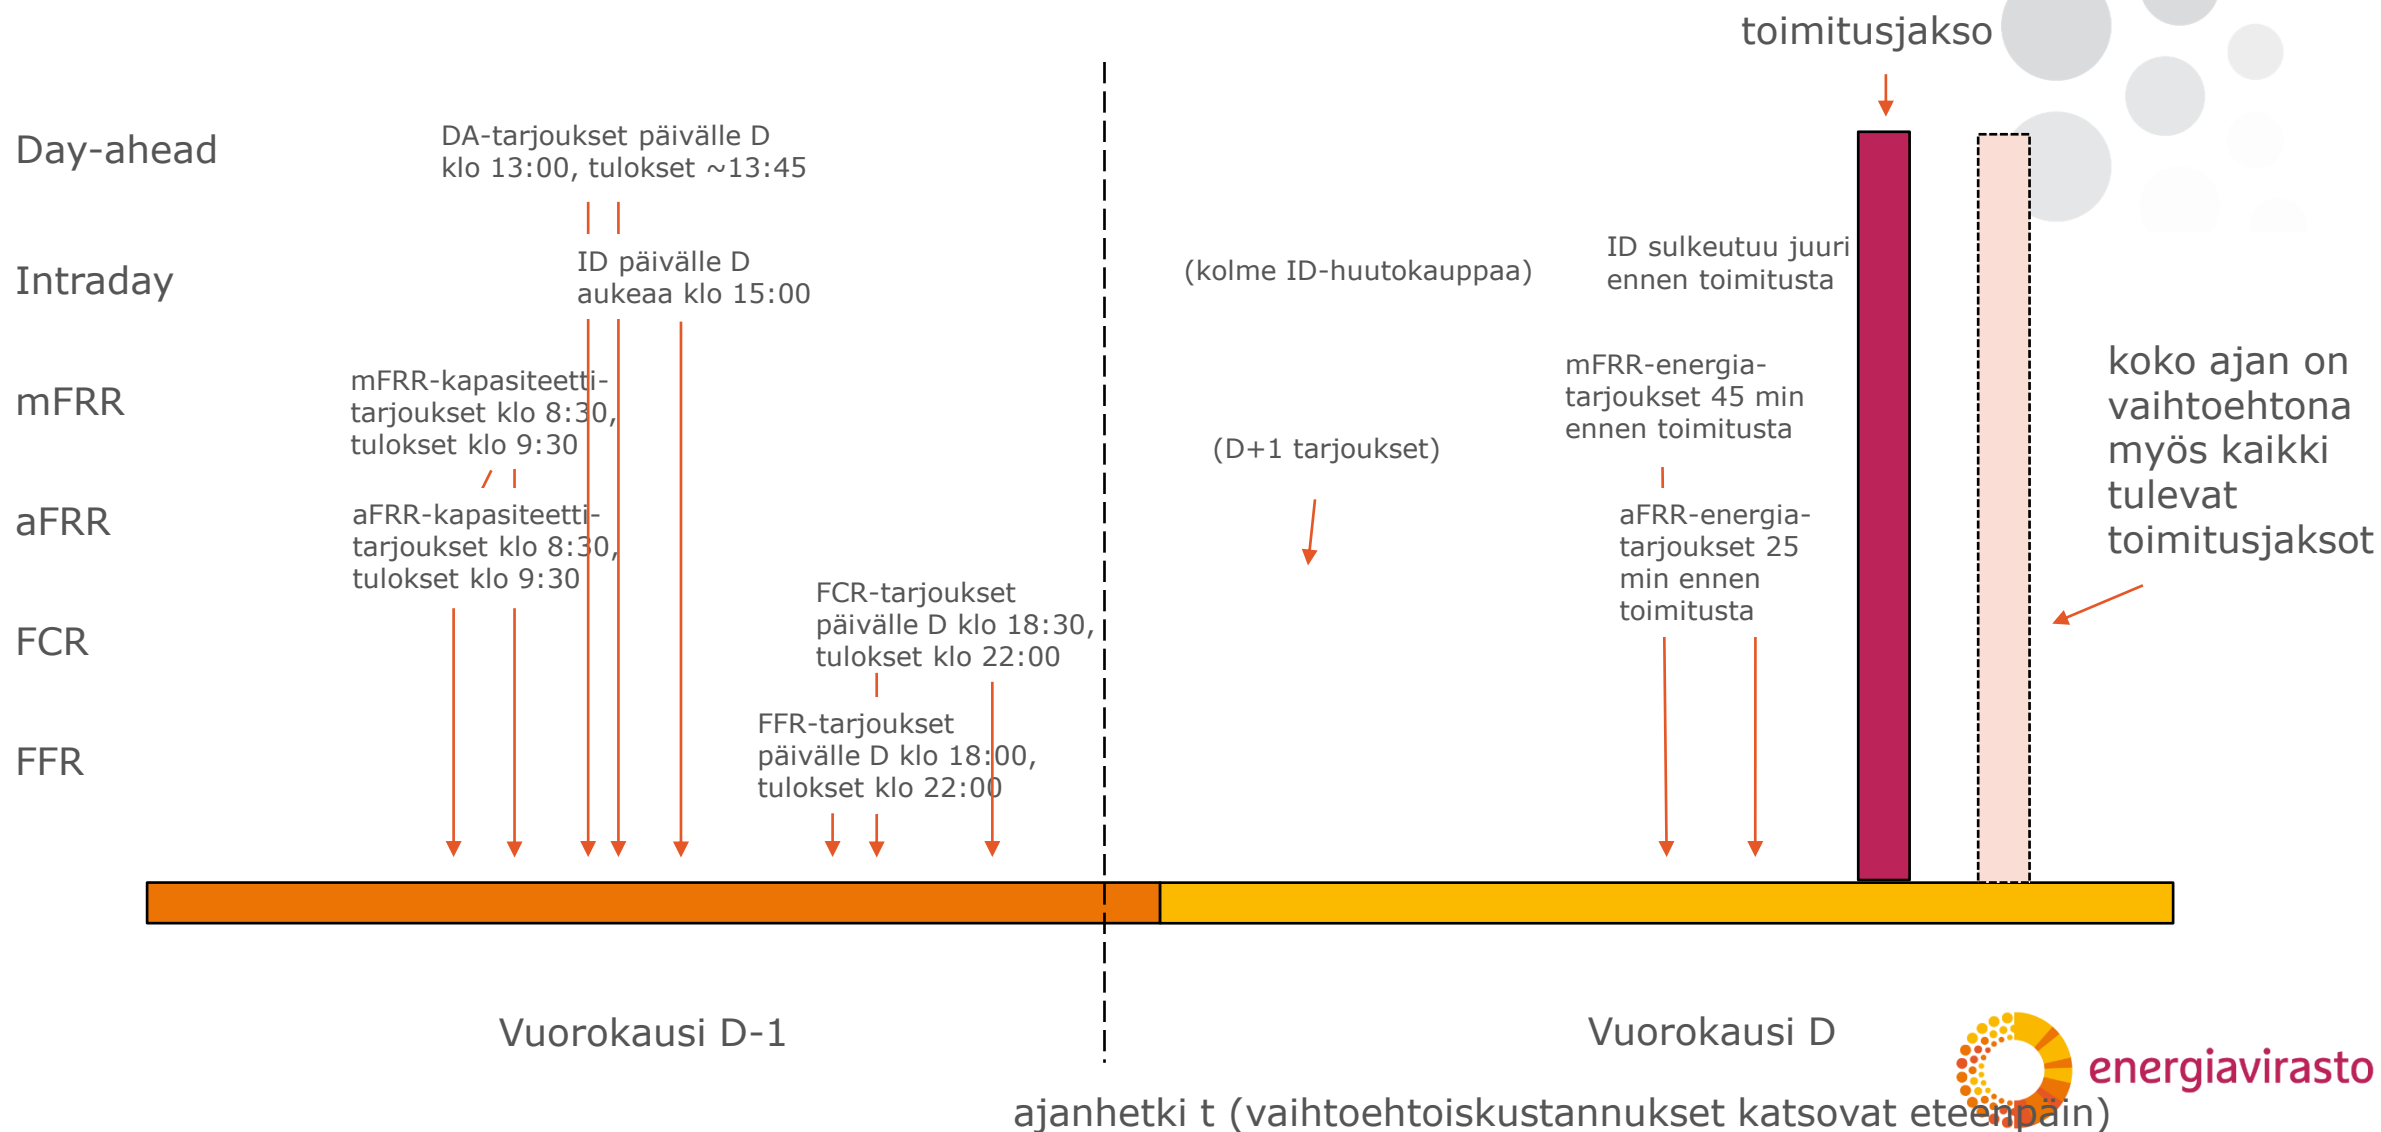 toimitusjakso
Day-ahead
DA-tarjoukset päivälle D
klo 13:00, tulokset ~13:45
Intraday
ID päivälle D
aukeaa klo 15:00
(kolme ID-huutokauppaa)
ID sulkeutuu juuri
ennen toimitusta
mFRR
mFRR-kapasiteetti-
tarjoukset klo 8:30,
tulokset klo 9:30
(D+1 tarjoukset)
mFRR-energia-
tarjoukset 45 min
ennen toimitusta
koko ajan on
vaihtoehtona
myös kaikki
tulevat
toimitusjaksot
aFRR
aFRR-kapasiteetti-
tarjoukset klo 8:30,
tulokset klo 9:30
aFRR-energia-
tarjoukset 25
min ennen
toimitusta
FCR
FCR-tarjoukset
päivälle D klo 18:30,
tulokset klo 22:00
FFR
FFR-tarjoukset
päivälle D klo 18:00,
tulokset klo 22:00
Vuorokausi D-1
Vuorokausi D
energiavirasto
ajanhetki t (vaihtoehtoiskustannukset katsovat eteenpäin)